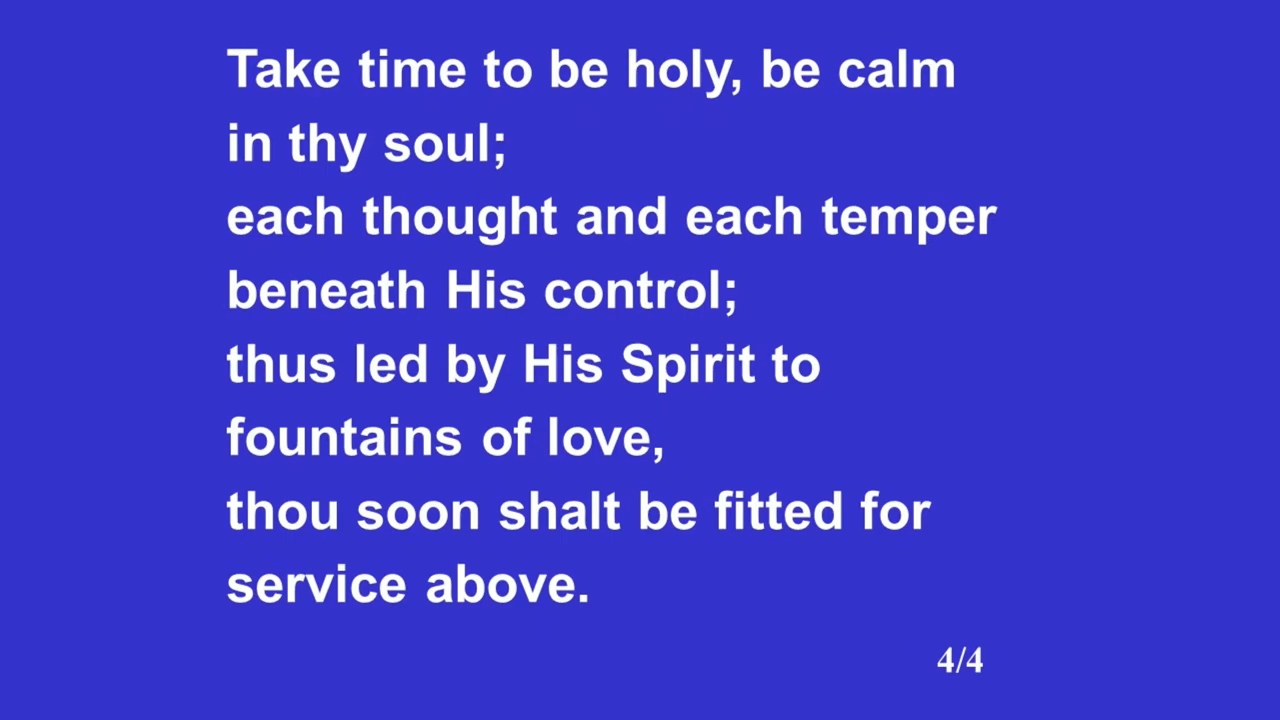 Take time to be holy, be calm
in thy soul;
each thought and each temper
beneath His control;
thus led by His Spirit to
fountains of love,
thou soon shalt be fitted for
service above.
4/4